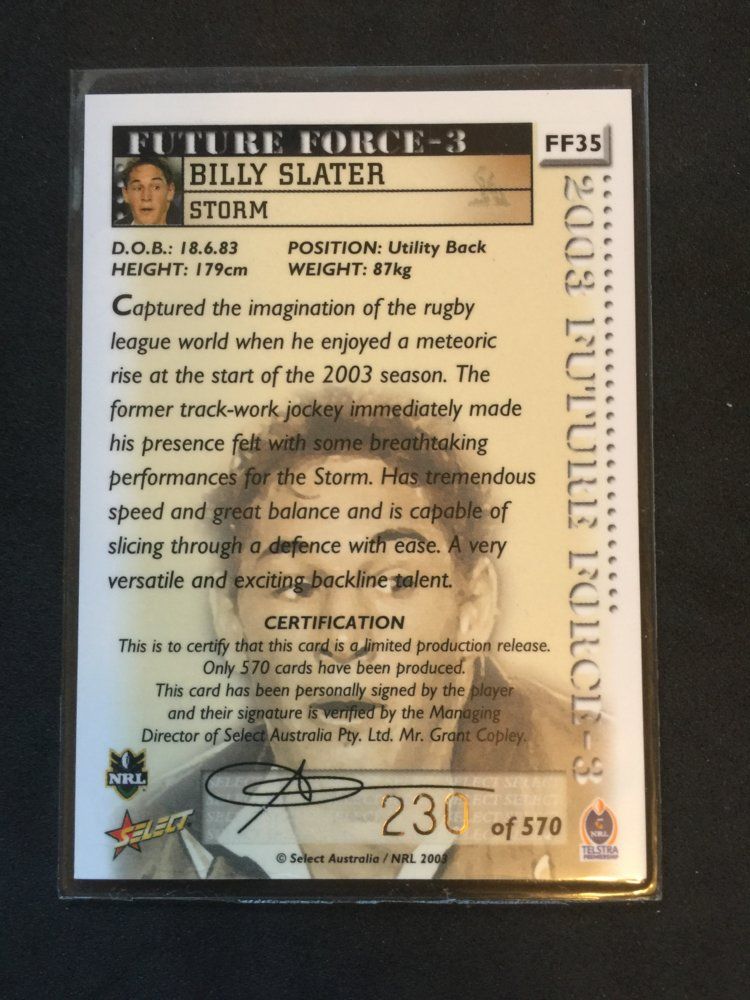 FUTURE FORCE-3
FF35
BILLY SLATER
STORM
D.O.B.: 18.6.83 POSITION: Utility Back
HEIGHT: 179cm WEIGHT: 87kg
Captured the imagination of the rugby
league world when he enjoyed a meteoric
rise at the start of the 2003 season. The
former track-work jockey immediately made
his presence felt with some breathtaking
performances for the Storm. Has tremendous
speed and great balance and is capable of
slicing through a defence with ease. A very
versatile and exciting backline talent.
2003 FUTURE FORCE-3
CERTIFICATION
This is to certify that this card is a limited production release.
Only 570 cards have been produced.
This card has been personally signed by the player
and their signature is verified by the Managing
Director of Select Australia Pty. Ltd. Mr. Grant Copley.
NRL
SELECT
230 of 570
NRL
TELSTRA
PREMIERSHIP
© Select Australia / NRL 2003